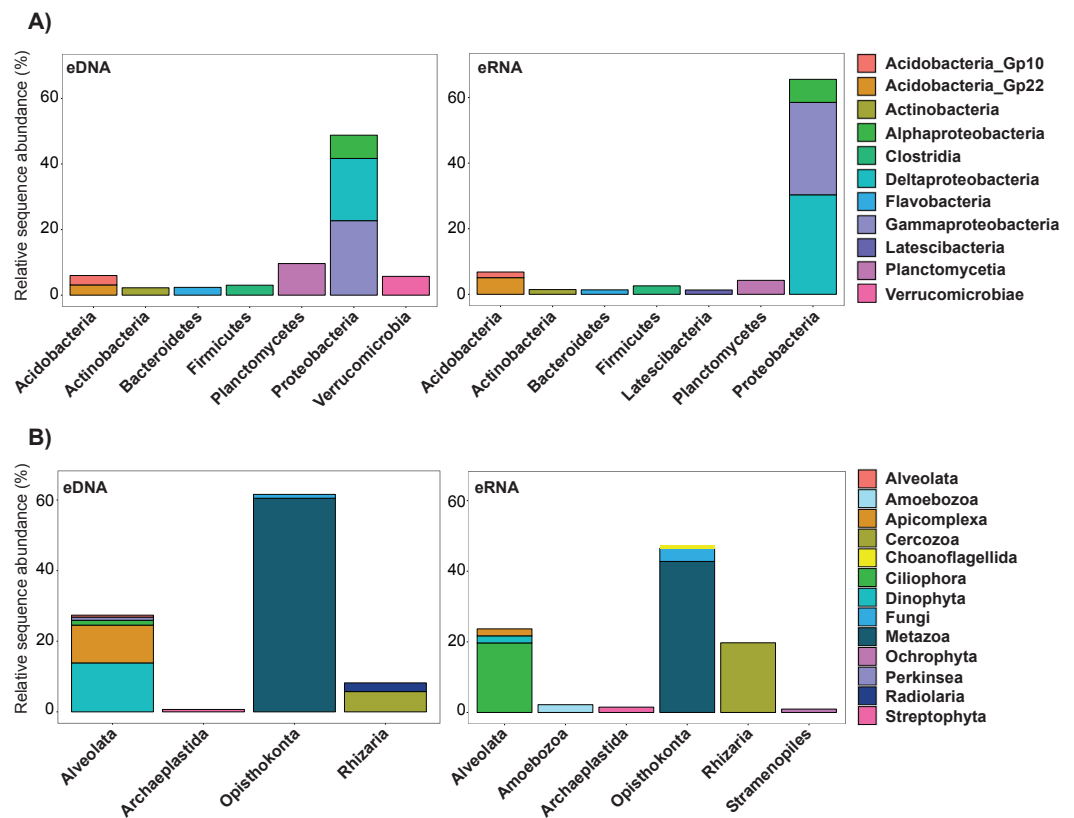 A)
Relative sequence abundance (%)
eDNA
60
40
20
0
Acidobacteria
Actinobacteria
Bacteroidetes
Firmicutes
Planctomycetes
Proteobacteria
Verrucomicrobia
eRNA
60
40
20
0
Acidobacteria
Actinobacteria
Bacteroidetes
Firmicutes
Latescibacteria
Planctomycetes
Proteobacteria
Acidobacteria_Gp10
Acidobacteria_Gp22
Actinobacteria
Alphaproteobacteria
Clostridia
Deltaproteobacteria
Flavobacteria
Gammaproteobacteria
Latescibacteria
Planctomycetia
Verrucomicrobiae
B)
Relative sequence abundance (%)
eDNA
60
40
20
0
Alveolata
Archaeplastida
Opisthokonta
Rhizaria
eRNA
60
40
20
0
Alveolata
Amoebozoa
Archaeplastida
Opisthokonta
Rhizaria
Stramenopiles
Alveolata
Amoebozoa
Apicomplexa
Cercozoa
Choanoflagellida
Ciliophora
Dinophyta
Fungi
Metazoa
Ochrophyta
Perkinsea
Radiolaria
Streptophyta